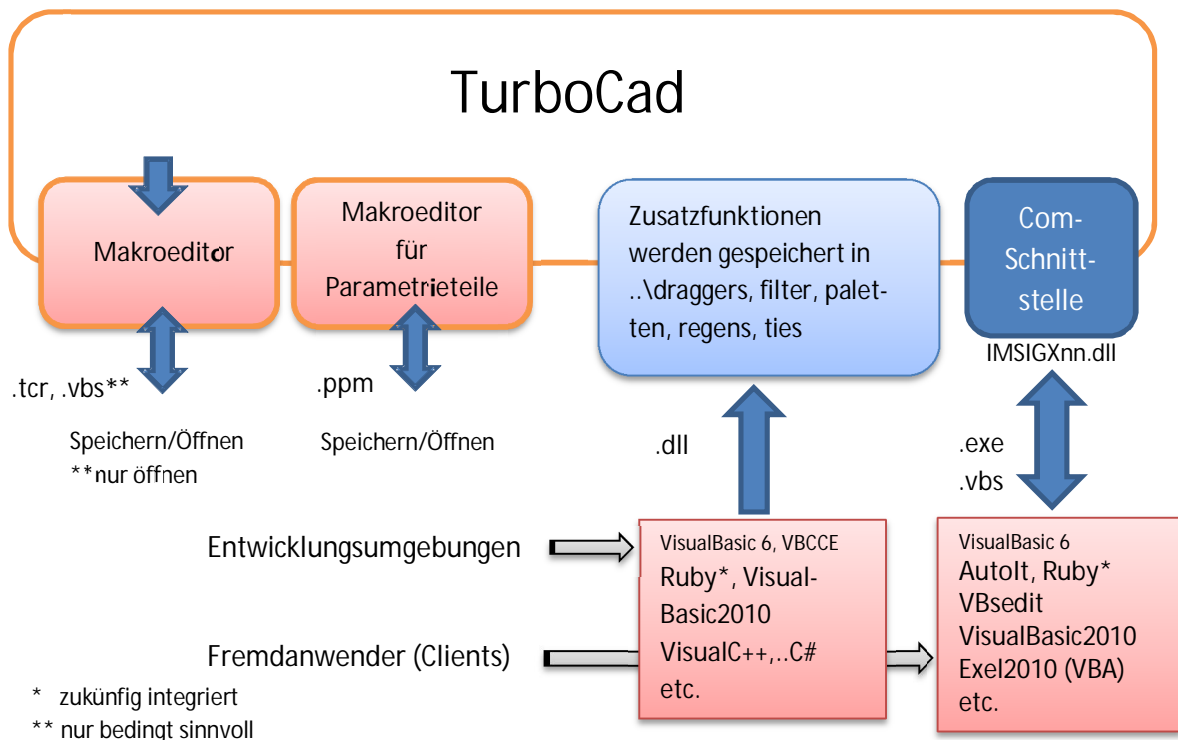 TurboCad
Makroeditor
Makroeditor
für
Parametrieteile
Zusatzfunktionen
werden gespeichert in
..\draggers, filter, palet-
ten, regens, ties
Com-
Schnitt-
stelle
IMSIGXnn.dll
.tcr, .vbs**
Speichern/Öffnen
**nur öffnen
.ppm
Speichern/Öffnen
.dll
.exe
.vbs
Entwicklungsumgebungen
Fremdanwender (Clients)
VisualBasic 6, VBCCE
Ruby*, Visual-
Basic2010
VisualC++,..C#
etc.
VisualBasic 6
AutoIt, Ruby*
VBsedit
VisualBasic2010
Exel2010 (VBA)
etc.
* zukünfig integriert
** nur bedingt sinnvoll